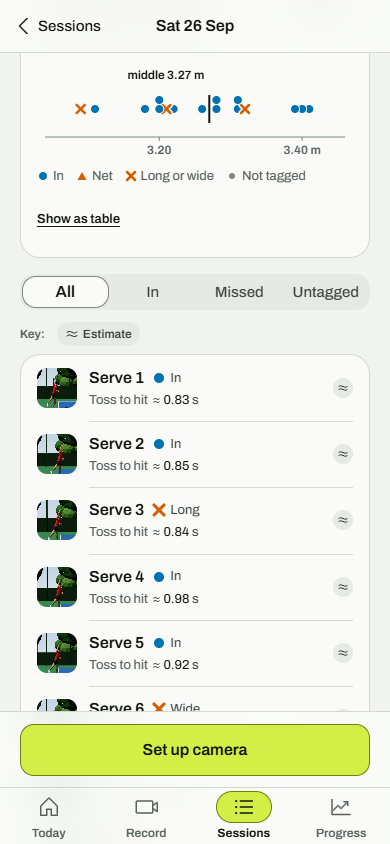 Sessions
Sat 26 Sep
middle 3.27 m
3.20 3.40 m
In Net Long or wide Not tagged
Show as table
All In Missed Untagged
Key: ≈ Estimate
Serve 1 In
Toss to hit ≈ 0.83 s
≈
Serve 2 In
Toss to hit ≈ 0.85 s
≈
Serve 3 Long
Toss to hit ≈ 0.84 s
≈
Serve 4 In
Toss to hit ≈ 0.98 s
≈
Serve 5 In
Toss to hit ≈ 0.92 s
≈
Serve 6 Wide
Set up camera
Today Record Sessions Progress